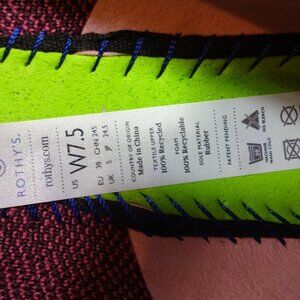 ROTHY'S.
rothys.com
US W7.5
EU 38 CHN 245
UK 5 JP 24.5
COUNTRY OF ORIGIN
Made in China
TEXTILE UPPER
100% Recycled
FOAM
100% Recyclable
SOLE MATERIAL
Rubber
PATENT PENDING
NO BLEACH
MACHINE
WASH COLD